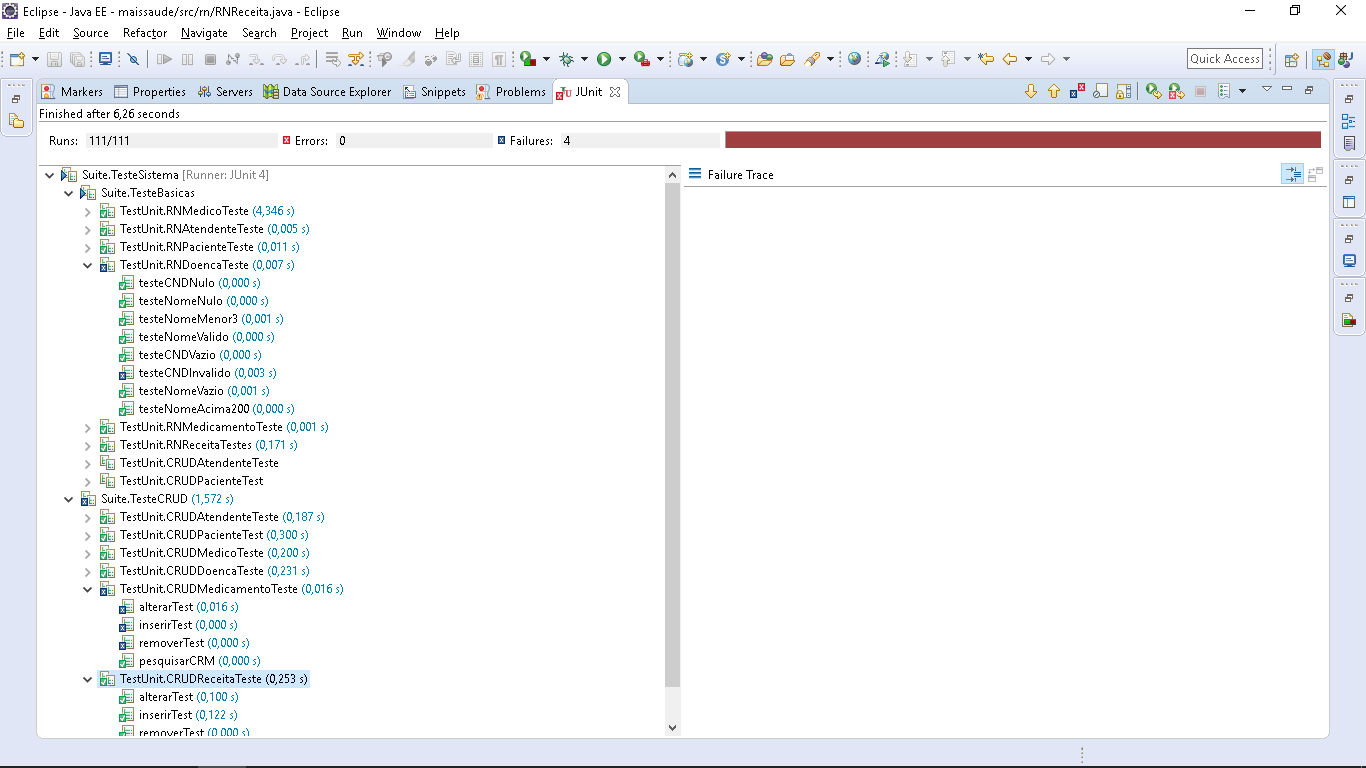 Eclipse - Java EE - maissaude/src/rn/RNReceita.java - Eclipse
File Edit Source Refactor Navigate Search Project Run Window Help
Quick Access
Markers Properties Servers Data Source Explorer Snippets Problems JUnit
Finished after 6,26 seconds
Runs: 111/111 Errors: 0 Failures: 4
Suite.TesteSistema [Runner: JUnit 4]
Failure Trace
Suite.TesteBasicas
TestUnit.RNMedicoTeste (4,346 s)
TestUnit.RNAtendenteTeste (0,005 s)
TestUnit.RNPacienteTeste (0,011 s)
TestUnit.RNDoencaTeste (0,007 s)
testeCNDNulo (0,000 s)
testeNomeNulo (0,000 s)
testeNomeMenor3 (0,001 s)
testeNomeValido (0,000 s)
testeCNDVazio (0,000 s)
testeCNDInvalido (0,003 s)
testeNomeVazio (0,001 s)
testeNomeAcima200 (0,000 s)
TestUnit.RNMedicamentoTeste (0,001 s)
TestUnit.RNReceitaTestes (0,171 s)
TestUnit.CRUDAtendenteTeste
TestUnit.CRUDPacienteTest
Suite.TesteCRUD (1,572 s)
TestUnit.CRUDAtendenteTeste (0,187 s)
TestUnit.CRUDPacienteTest (0,300 s)
TestUnit.CRUDMedicoTeste (0,200 s)
TestUnit.CRUDDoencaTeste (0,231 s)
TestUnit.CRUDMedicamentoTeste (0,016 s)
alterarTest (0,016 s)
inserirTest (0,000 s)
removerTest (0,000 s)
pesquisarCRM (0,000 s)
TestUnit.CRUDReceitaTeste (0,253 s)
alterarTest (0,100 s)
inserirTest (0,122 s)
removerTest (0,000 s)